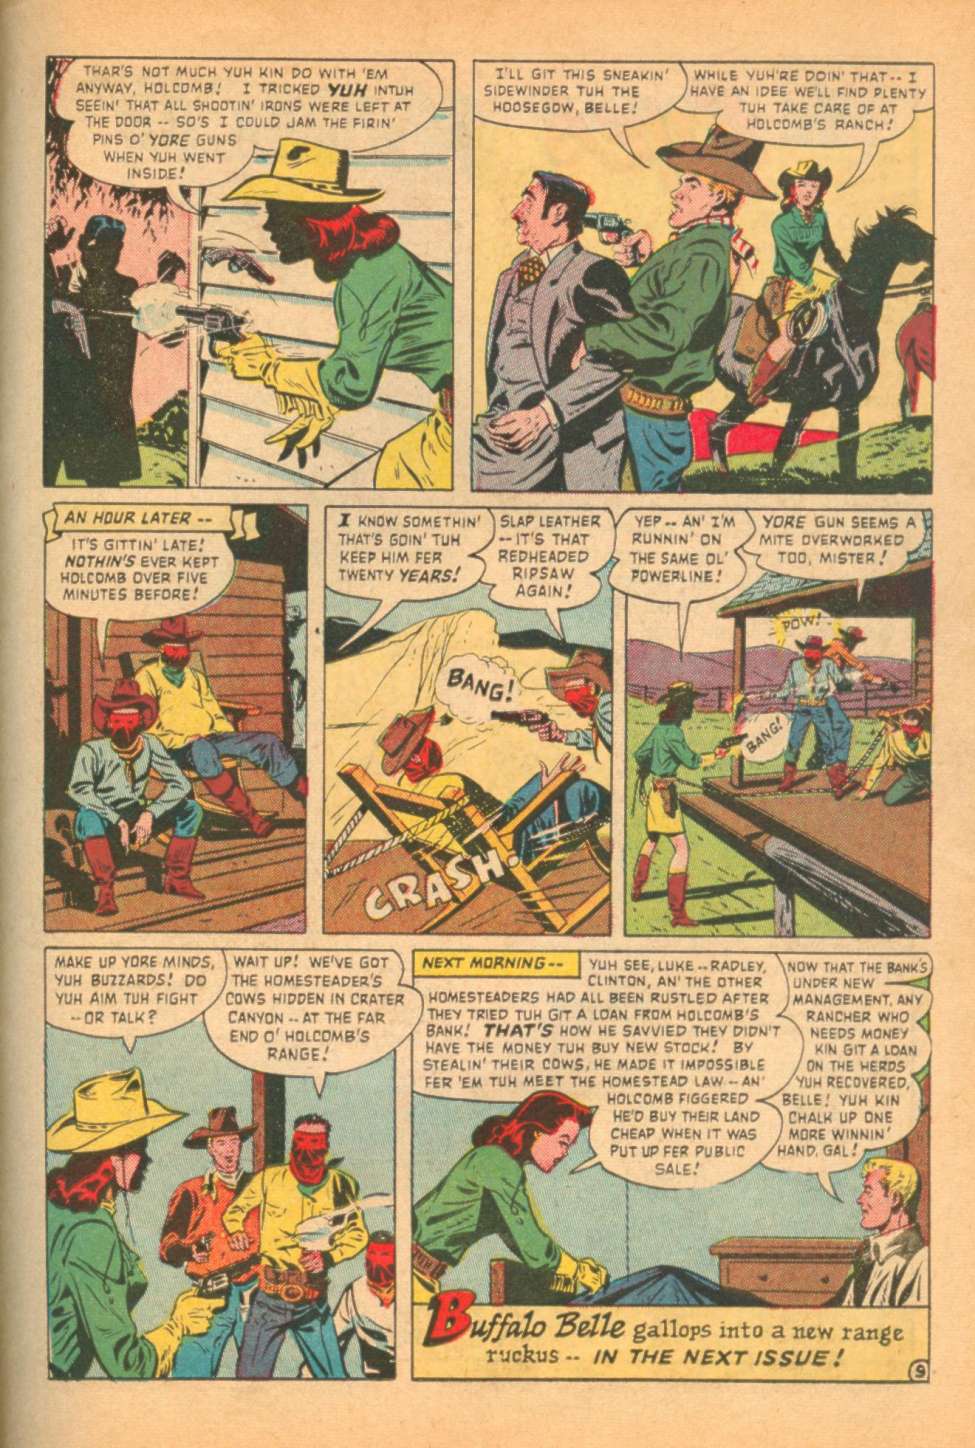 THAR'S NOT MUCH YUH KIN DO WITH 'EM
ANYWAY, HOLCOMB! I TRICKED YUH INTUH
SEEIN' THAT ALL SHOOTIN' IRONS WERE LEFT AT
THE DOOR -- SO'S I COULD JAM THE FIRIN'
PINS O' YORE GUNS
WHEN YUH WENT
INSIDE!
I'LL GIT THIS SNEAKIN'
SIDEWINDER TUH THE
HOOSEGOW, BELLE!
WHILE YUH'RE DOIN' THAT -- I
HAVE AN IDEE WE'LL FIND PLENTY
TUH TAKE CARE OF AT
HOLCOMB'S RANCH!
AN HOUR LATER --
IT'S GITTIN' LATE!
NOTHIN'S EVER KEPT
HOLCOMB OVER FIVE
MINUTES BEFORE!
I KNOW SOMETHIN'
THAT'S GOIN' TUH
KEEP HIM FER
TWENTY YEARS!
SLAP LEATHER
-- IT'S THAT
REDHEADED
RIPSAW
AGAIN!
BANG!
CRASH!
YEP -- AN' I'M
RUNNIN' ON
THE SAME OL'
POWERLINE!
YORE GUN SEEMS A
MITE OVERWORKED
TOO, MISTER!
POW!
BANG!
MAKE UP YORE MINDS,
YUH BUZZARDS! DO
YUH AIM TUH FIGHT
-- OR TALK?
WAIT UP! WE'VE GOT
THE HOMESTEADER'S
COWS HIDDEN IN CRATER
CANYON -- AT THE FAR
END O' HOLCOMB'S
RANGE!
NEXT MORNING --
YUH SEE, LUKE -- RADLEY,
CLINTON, AN' THE OTHER
HOMESTEADERS HAD ALL BEEN RUSTLED AFTER
THEY TRIED TUH GIT A LOAN FROM HOLCOMB'S
BANK! THAT'S HOW HE SAVVIED THEY DIDN'T
HAVE THE MONEY TUH BUY NEW STOCK! BY
STEALIN' THEIR COWS, HE MADE IT IMPOSSIBLE
FER 'EM TUH MEET THE HOMESTEAD LAW -- AN'
HOLCOMB FIGGERED
HE'D BUY THEIR LAND
CHEAP WHEN IT WAS
PUT UP FER PUBLIC
SALE!
NOW THAT THE BANK'S
UNDER NEW
MANAGEMENT, ANY
RANCHER WHO
NEEDS MONEY
KIN GIT A LOAN
ON THE HERDS
YUH RECOVERED,
BELLE! YUH KIN
CHALK UP ONE
MORE WINNIN'
HAND, GAL!
Buffalo Belle gallops into a new range
ruckus -- IN THE NEXT ISSUE!
9